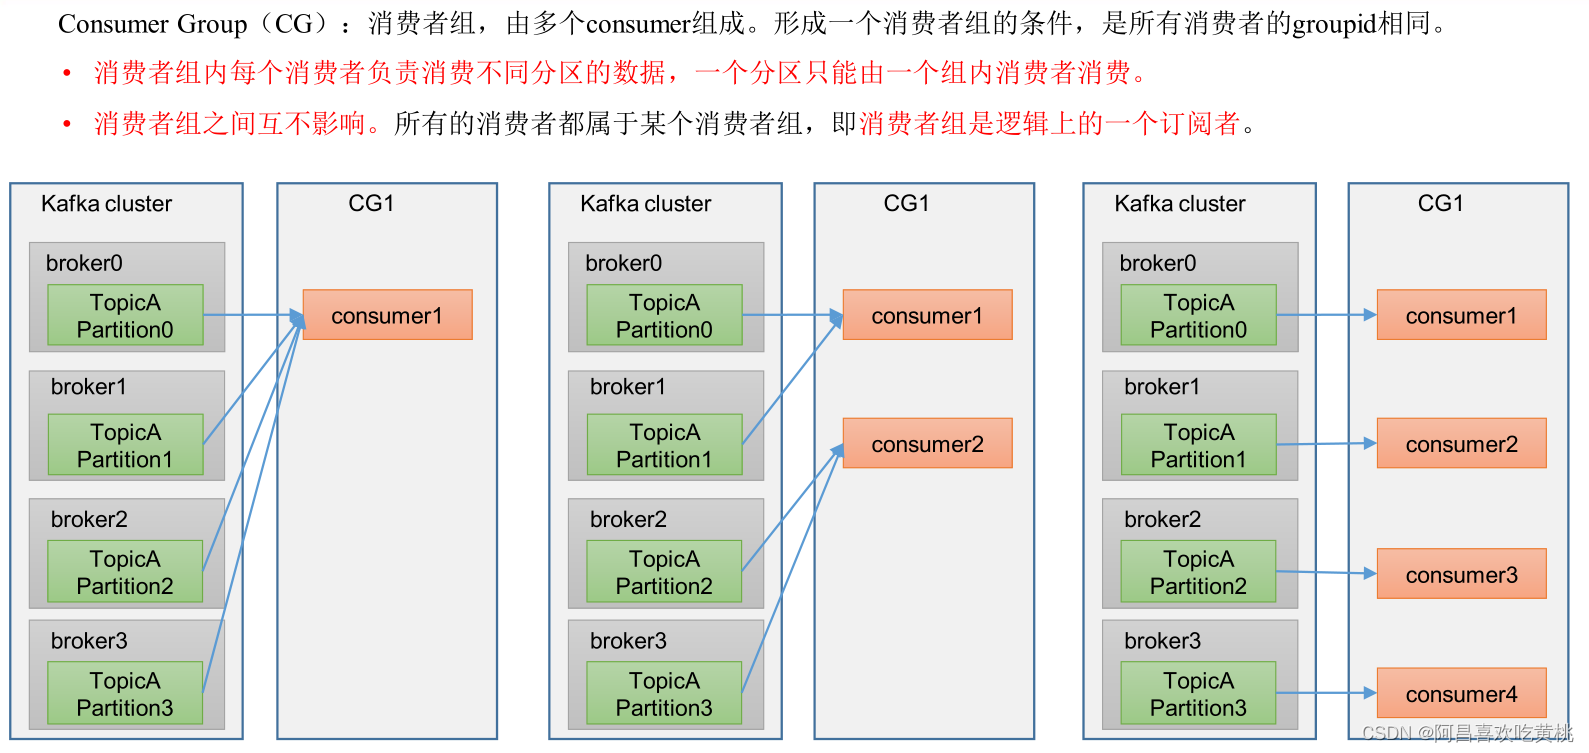 Consumer Group（CG）：消费者组，由多个consumer组成。形成一个消费者组的条件，是所有消费者的groupid相同。
• 消费者组内每个消费者负责消费不同分区的数据，一个分区只能由一个组内消费者消费。
• 消费者组之间互不影响。所有的消费者都属于某个消费者组，即消费者组是逻辑上的一个订阅者。
Kafka cluster
broker0
TopicA
Partition0
broker1
TopicA
Partition1
broker2
TopicA
Partition2
broker3
TopicA
Partition3
CG1
consumer1
Kafka cluster
broker0
TopicA
Partition0
broker1
TopicA
Partition1
broker2
TopicA
Partition2
broker3
TopicA
Partition3
CG1
consumer1
consumer2
Kafka cluster
broker0
TopicA
Partition0
broker1
TopicA
Partition1
broker2
TopicA
Partition2
broker3
TopicA
Partition3
CG1
consumer1
consumer2
consumer3
consumer4
CSDN @阿昌喜欢吃黄桃